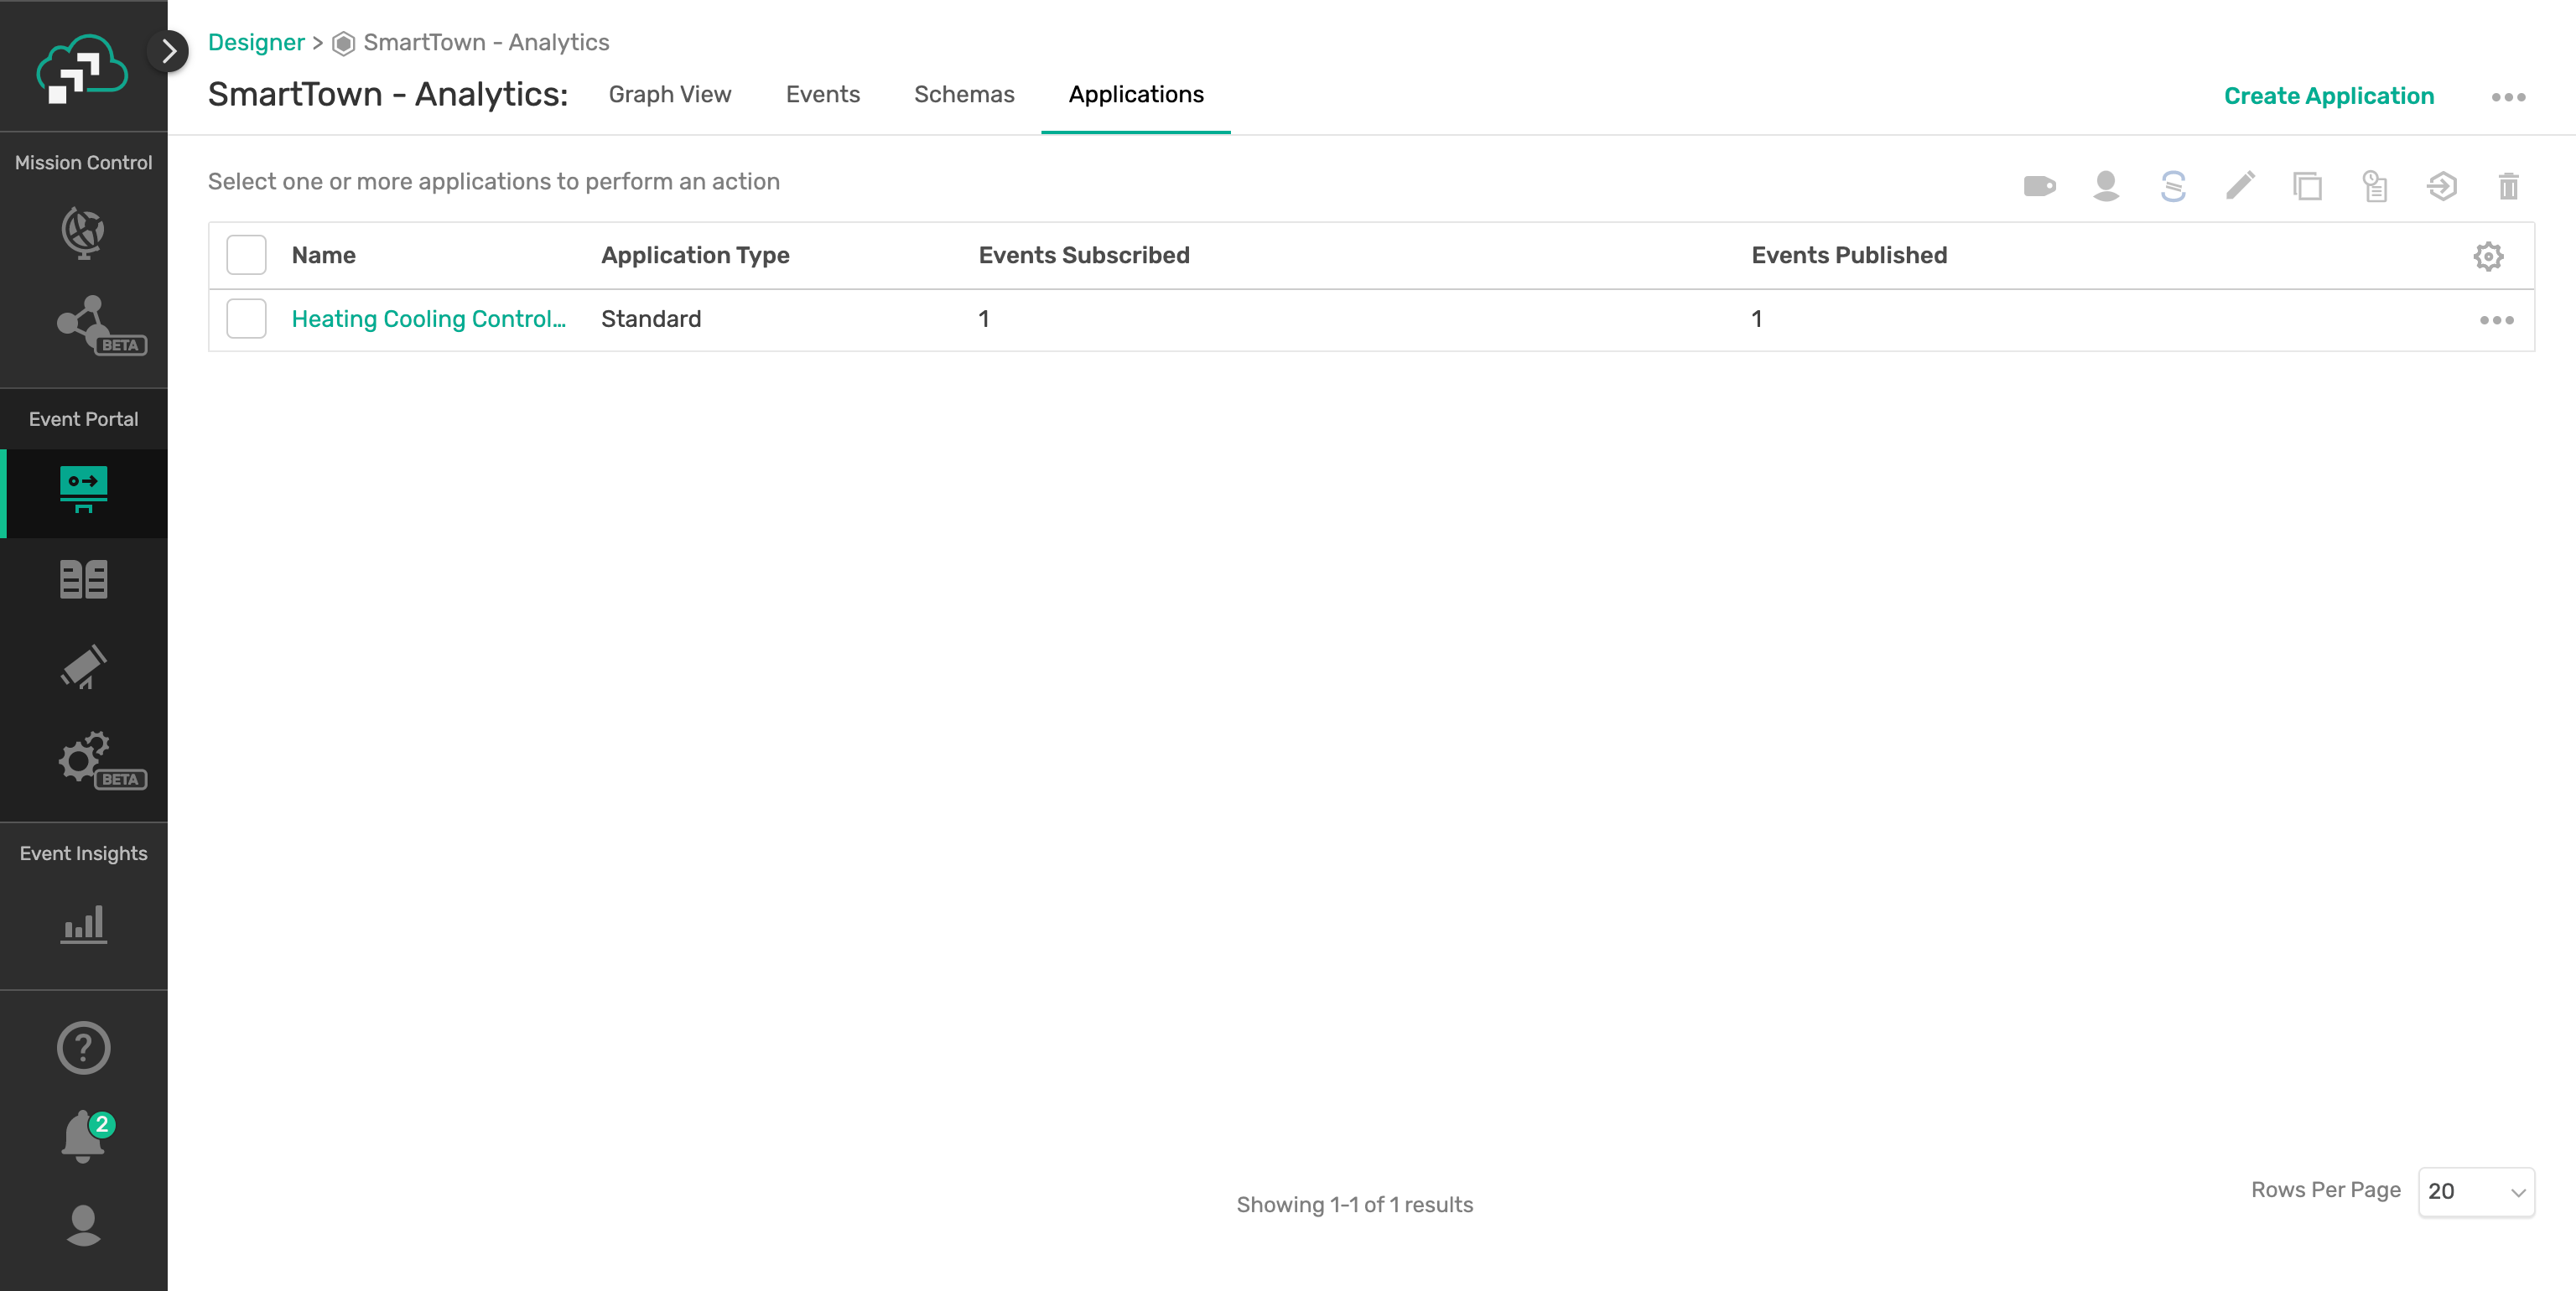 Designer > SmartTown - Analytics
SmartTown - Analytics: Graph View Events Schemas Applications Create Application
Mission Control
BETA
Event Portal
BETA
Event Insights
2
Select one or more applications to perform an action
Name Application Type Events Subscribed Events Published
Heating Cooling Control... Standard 1 1
Showing 1-1 of 1 results
Rows Per Page 20